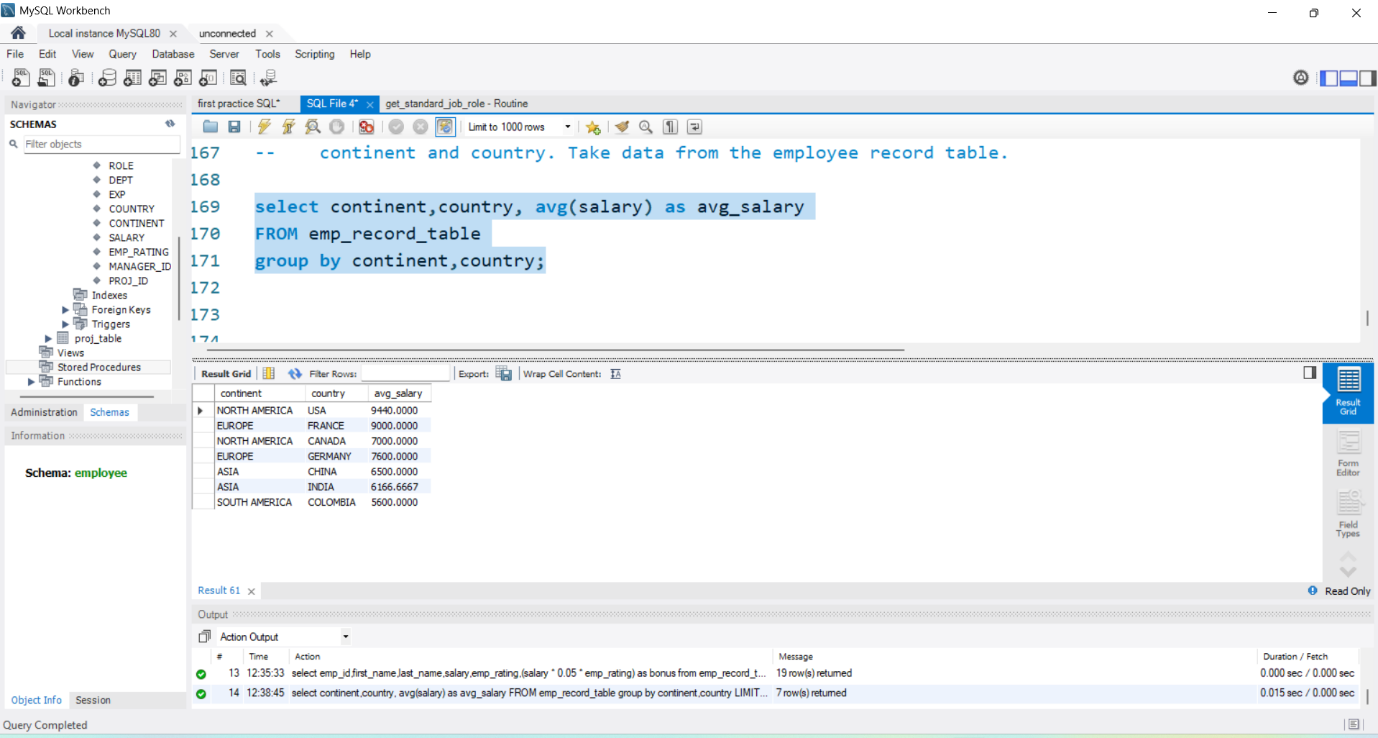 MySQL Workbench
Local instance MySQL80 ×
unconnected ×
File Edit View Query Database Server Tools Scripting Help
Navigator
SCHEMAS
Filter objects
ROLE
DEPT
EXP
COUNTRY
CONTINENT
SALARY
EMP_RATING
MANAGER_ID
PROJ_ID
Indexes
Foreign Keys
Triggers
proj_table
Views
Stored Procedures
Functions
Administration Schemas
Information
Schema: employee
Object Info Session
Query Completed
first practice SQL* SQL File 4* × get_standard_job_role - Routine
Limit to 1000 rows
167 -- continent and country. Take data from the employee record table.
168
169 select continent,country, avg(salary) as avg_salary
170 FROM emp_record_table
171 group by continent,country;
172
173
174
Result Grid Filter Rows: Export: Wrap Cell Content: IA
continent country avg_salary
NORTH AMERICA USA 9440.0000
EUROPE FRANCE 9000.0000
NORTH AMERICA CANADA 7000.0000
EUROPE GERMANY 7600.0000
ASIA CHINA 6500.0000
ASIA INDIA 6166.6667
SOUTH AMERICA COLOMBIA 5600.0000
Result Grid
Form Editor
Field Types
Result 61 ×
Read Only
Output
Action Output
# Time Action Message Duration / Fetch
13 12:35:33 select emp_id,first_name,last_name,salary,emp_rating,(salary * 0.05 * emp_rating) as bonus from emp_record_t... 19 row(s) returned 0.000 sec / 0.000 sec
14 12:38:45 select continent,country, avg(salary) as avg_salary FROM emp_record_table group by continent,country LIMIT... 7 row(s) returned 0.015 sec / 0.000 sec